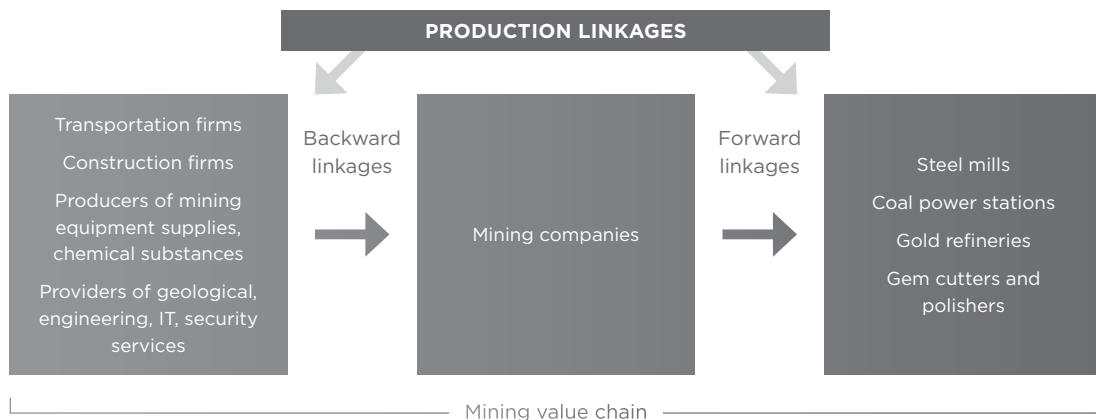 PRODUCTION LINKAGES
Transportation firms
Construction firms
Producers of mining
equipment supplies,
chemical substances
Providers of geological,
engineering, IT, security
services
Backward
linkages
Mining companies
Forward
linkages
Steel mills
Coal power stations
Gold refineries
Gem cutters and
polishers
Mining value chain